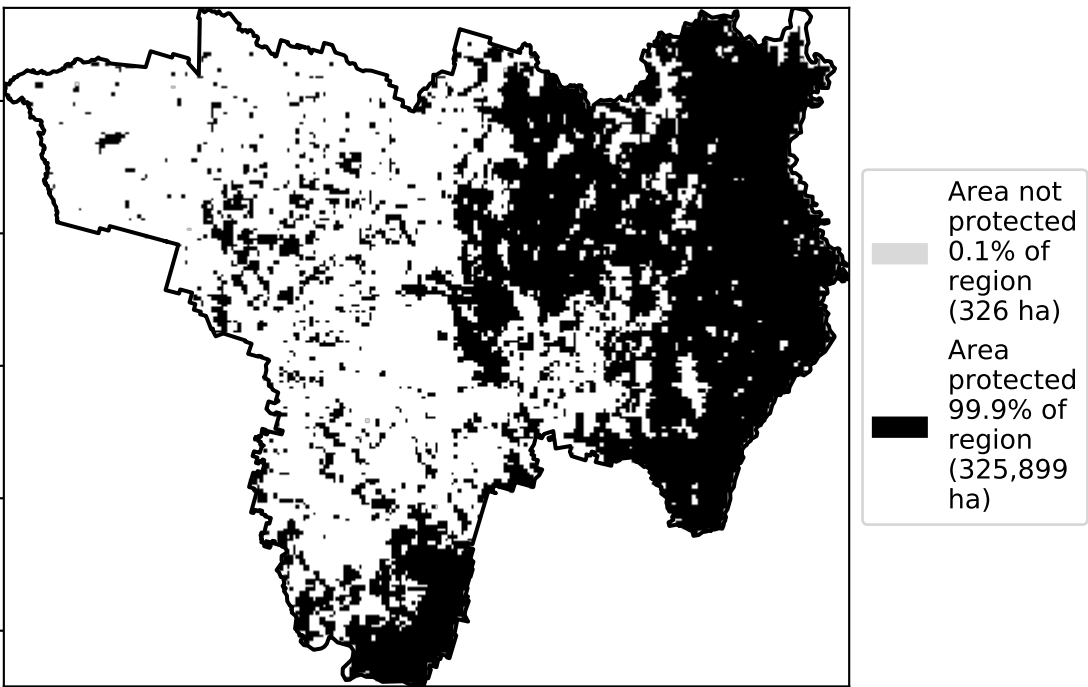 Area not
protected
0.1% of
region
(326 ha)
Area
protected
99.9% of
region
(325,899
ha)